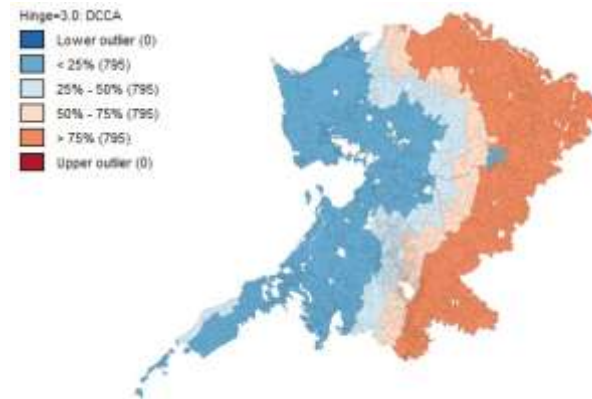 Hinge=3.0: DCCA
Lower outlier (0)
< 25% (795)
25% - 50% (795)
50% - 75% (795)
> 75% (795)
Upper outlier (0)